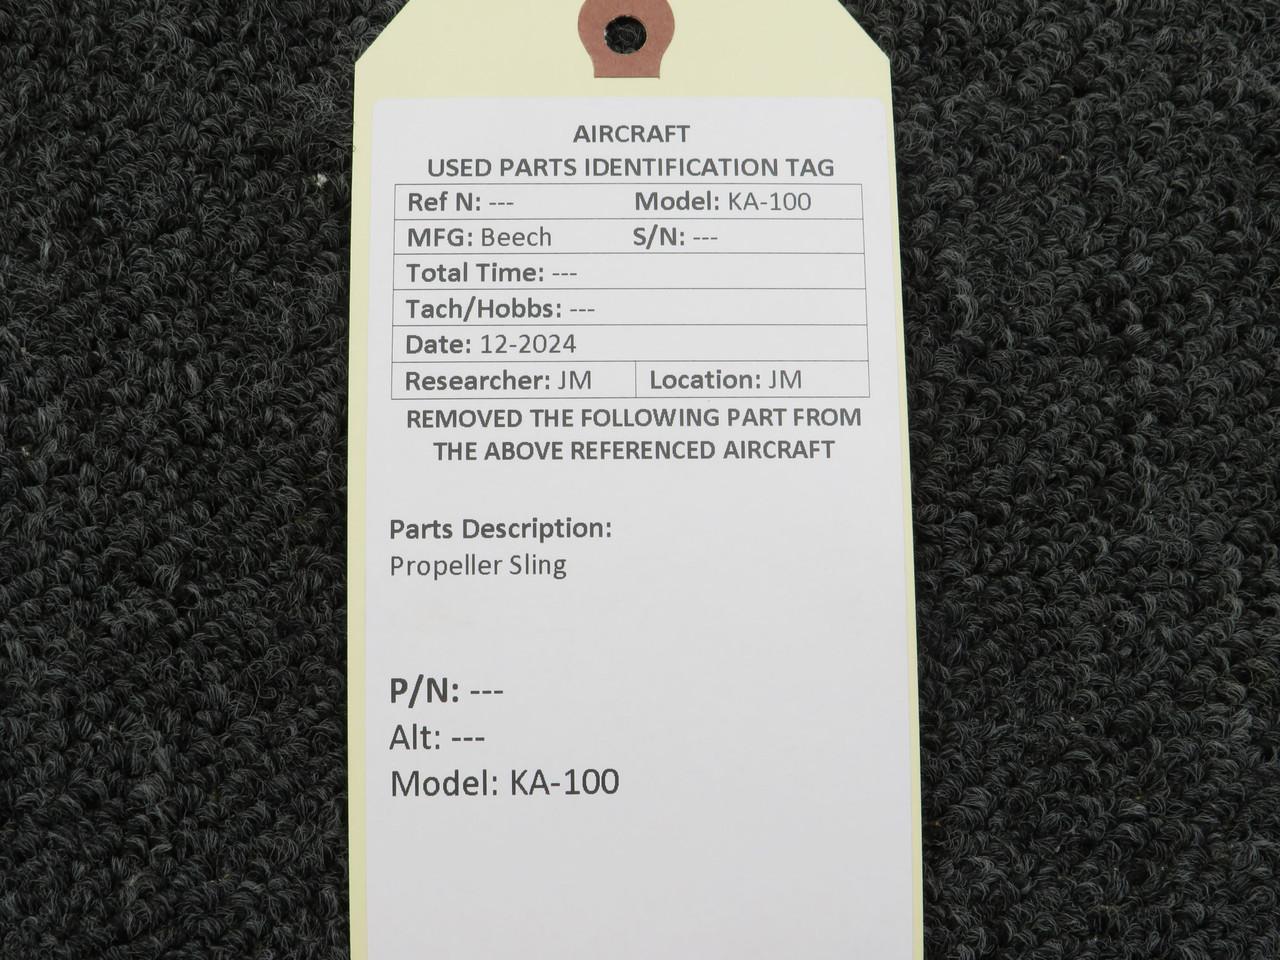 AIRCRAFT
USED PARTS IDENTIFICATION TAG
Ref N: --- Model: KA-100
MFG: Beech S/N: ---
Total Time: ---
Tach/Hobbs: ---
Date: 12-2024
Researcher: JM Location: JM
REMOVED THE FOLLOWING PART FROM
THE ABOVE REFERENCED AIRCRAFT
Parts Description:
Propeller Sling
P/N: ---
Alt: ---
Model: KA-100